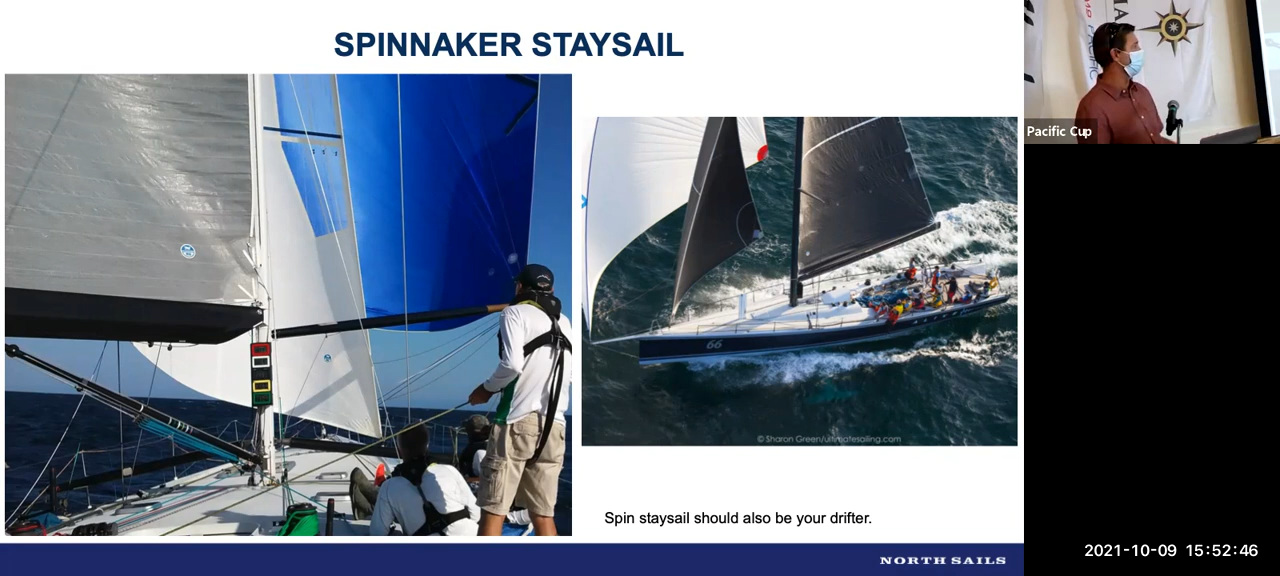 SPINNAKER STAYSAIL
Pacific Cup
66
© Sharon Green/ultimatesailing.com
Spin staysail should also be your drifter.
NORTH SAILS
2021-10-09 15:52:46